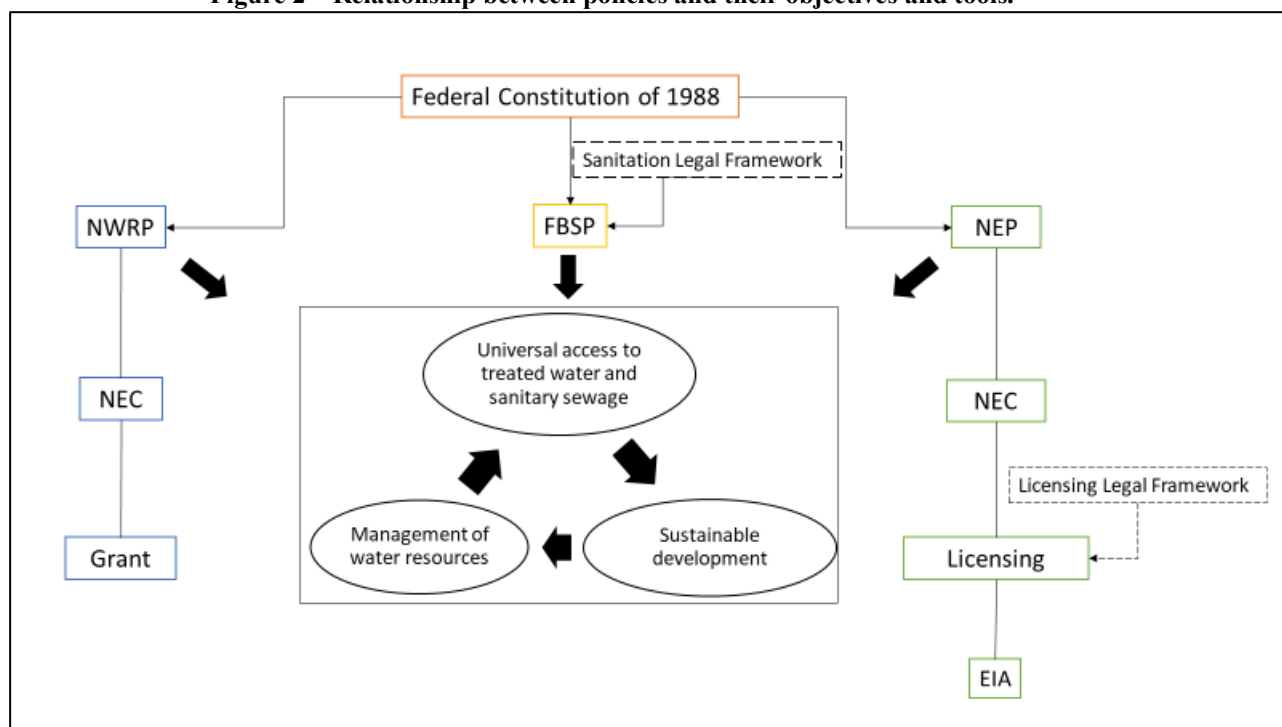 Figure 2 – Relationship between policies and their objectives and tools.
Federal Constitution of 1988
Sanitation Legal Framework
NWRP
FBSP
NEP
Universal access to
treated water and
sanitary sewage
NEC
NEC
Licensing Legal Framework
Management of
water resources
Sustainable
development
Grant
Licensing
EIA